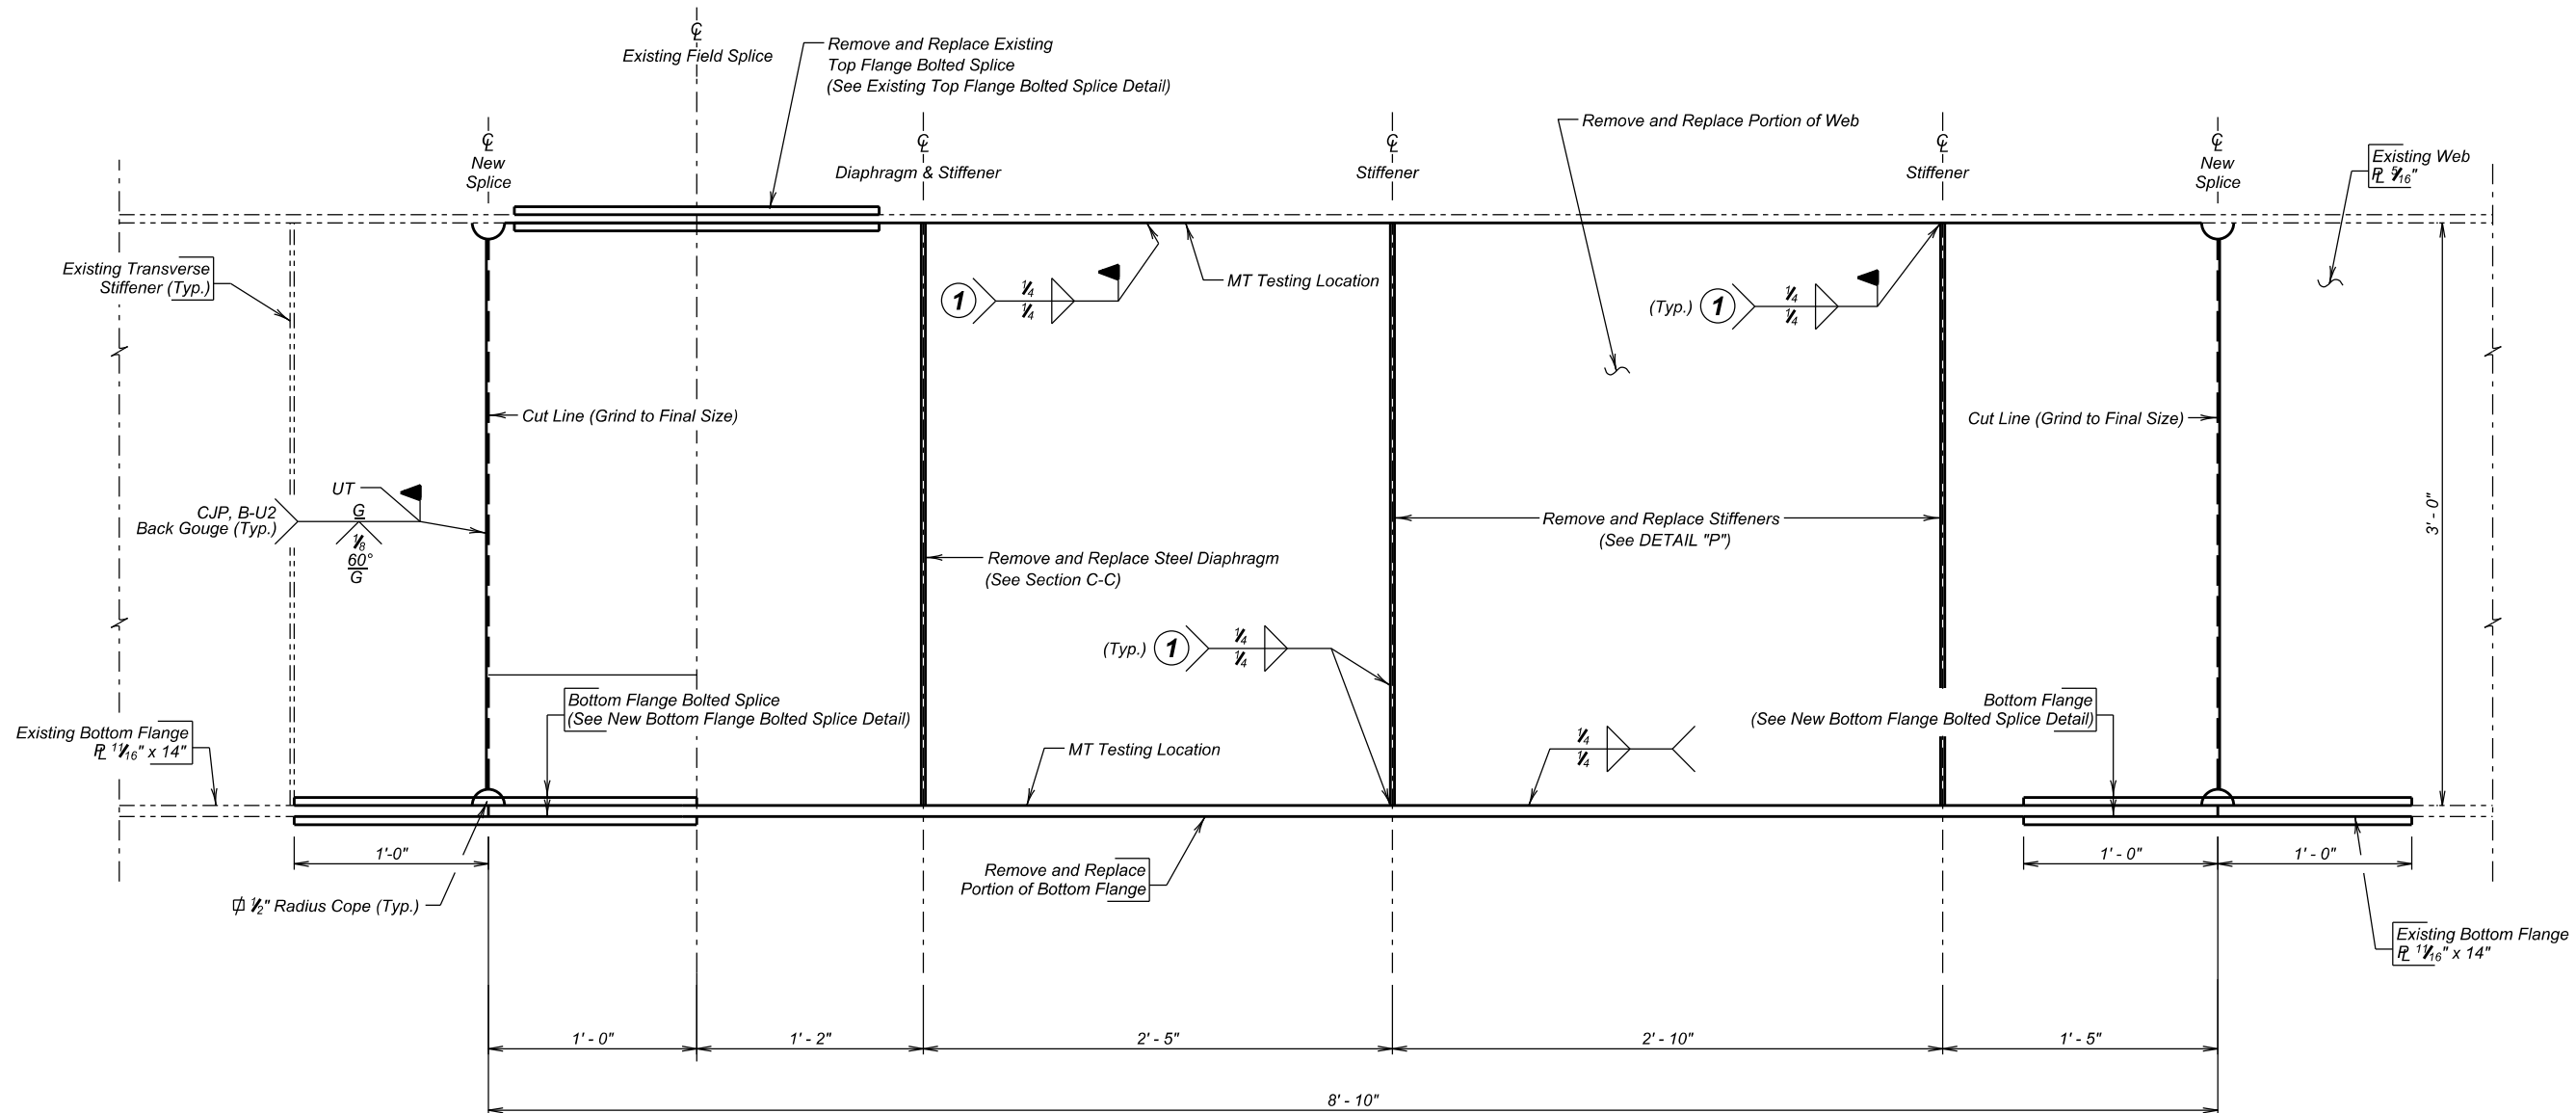 ℄
Existing Field Splice
Remove and Replace Existing
Top Flange Bolted Splice
(See Existing Top Flange Bolted Splice Detail)
℄
New
Splice
℄
Diaphragm & Stiffener
℄
Stiffener
Remove and Replace Portion of Web
℄
Stiffener
℄
New
Splice
Existing Web
℄ 5/16"
Existing Transverse
Stiffener (Typ.)
1
1/4
1/4
MT Testing Location
(Typ.) 1
1/4
1/4
Cut Line (Grind to Final Size)
Cut Line (Grind to Final Size)
UT
CJP, B-U2
Back Gouge (Typ.)
G
1/8
60°
G
Remove and Replace Stiffeners
(See DETAIL "P")
3' - 0"
Remove and Replace Steel Diaphragm
(See Section C-C)
(Typ.) 1
1/4
1/4
Bottom Flange Bolted Splice
(See New Bottom Flange Bolted Splice Detail)
Bottom Flange
(See New Bottom Flange Bolted Splice Detail)
Existing Bottom Flange
PL 11/16" x 14"
MT Testing Location
1/4
1/4
1'-0"
1' - 0"
1' - 0"
Remove and Replace
Portion of Bottom Flange
1/2" Radius Cope (Typ.)
Existing Bottom Flange
PL 11/16" x 14"
1' - 0"
1' - 2"
2' - 5"
2' - 10"
1' - 5"
8' - 10"